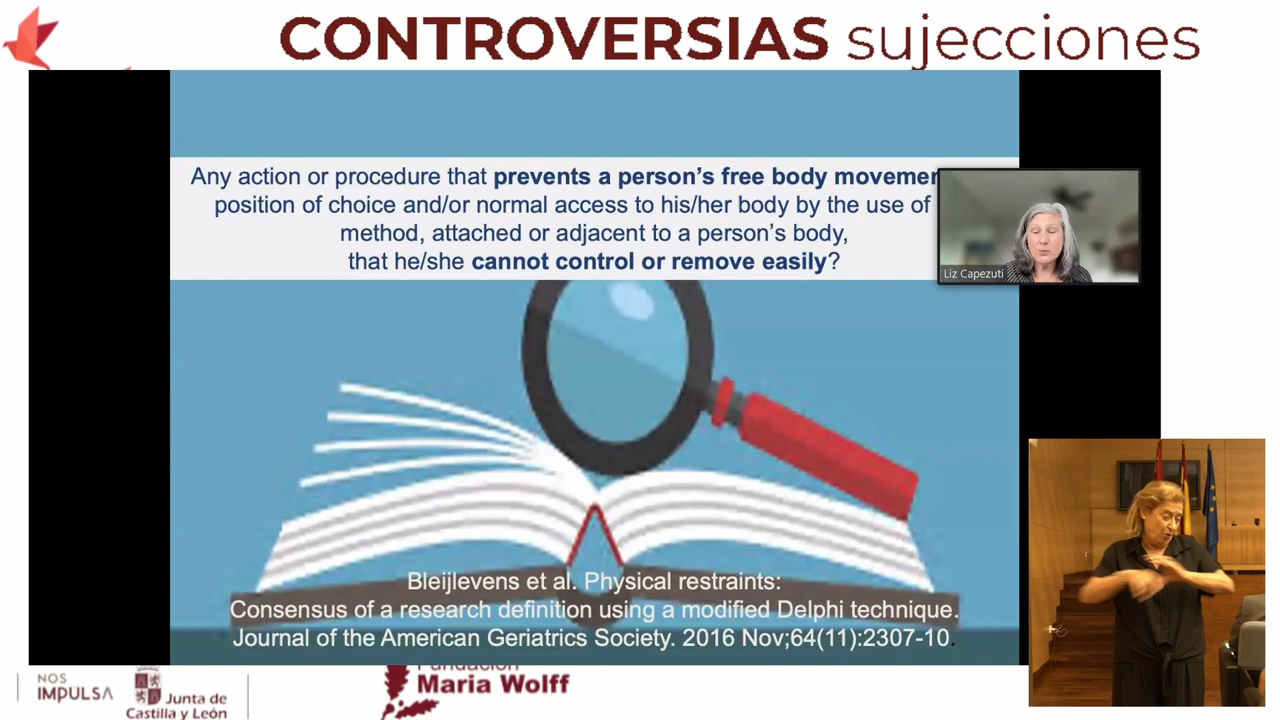 CONTROVERSIAS sujecciones
Any action or procedure that prevents a person's free body movemen
position of choice and/or normal access to his/her body by the use of
method, attached or adjacent to a person's body,
that he/she cannot control or remove easily?
Liz Capezuti
Bleijlevens et al. Physical restraints:
Consensus of a research definition using a modified Delphi technique.
Journal of the American Geriatrics Society. 2016 Nov;64(11):2307-10.
NOS
IMPULSA
Junta de
Castilla y León
Fundación
Maria Wolff